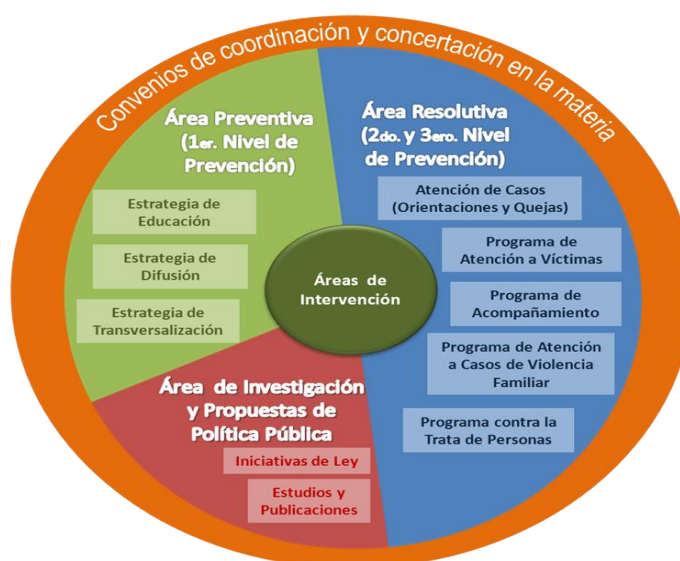 Convenios de coordinación y concertación en la materia
Área Preventiva
(1er. Nivel de
Prevención)
Estrategia de
Educación
Estrategia de
Difusión
Estrategia de
Transversalización
Área Resolutiva
(2do. y 3ero. Nivel
de Prevención)
Atención de Casos
(Orientaciones y Quejas)
Programa de
Atención a Víctimas
Programa de
Acompañamiento
Programa de Atención
a Casos de Violencia
Familiar
Programa contra la
Trata de Personas
Áreas de
Intervención
Área de Investigación
y Propuestas de
Política Pública
Iniciativas de Ley
Estudios y
Publicaciones